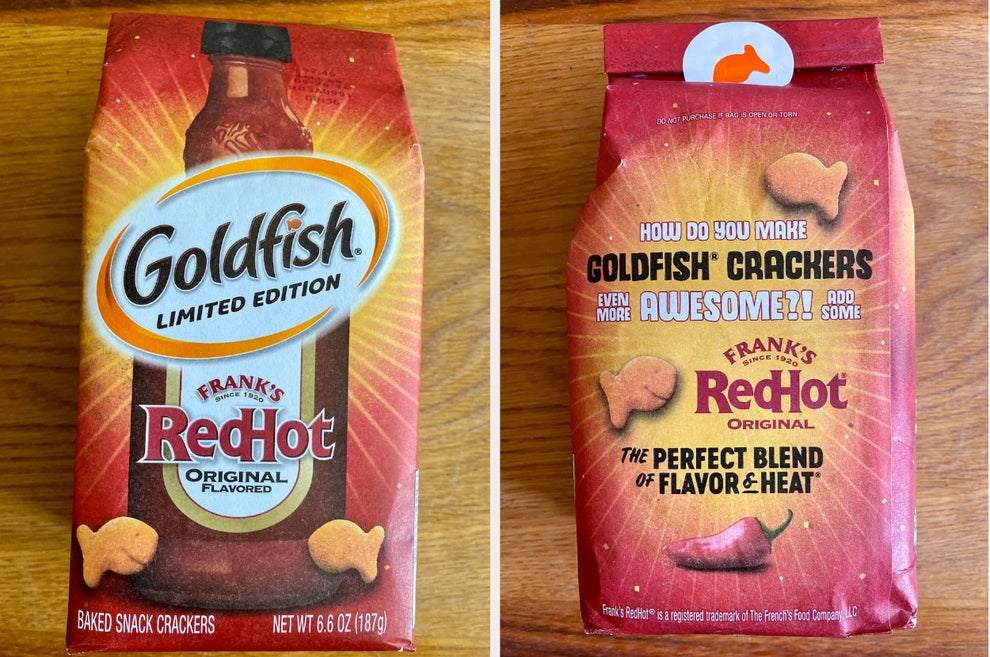 Goldfish®
LIMITED EDITION
FRANK'S
SINCE 1920
RedHot
ORIGINAL
FLAVORED
BAKED SNACK CRACKERS
NET WT 6.6 OZ (187g)
DO NOT PURCHASE IF BAG IS OPEN OR TORN
HOW DO YOU MAKE
GOLDFISH® CRACKERS
EVEN MORE AWESOME?! ADD SOME
FRANK'S
SINCE 1920
RedHot®
ORIGINAL
THE PERFECT BLEND
OF FLAVOR & HEAT®
Frank's RedHot® is a registered trademark of The French's Food Company, LLC